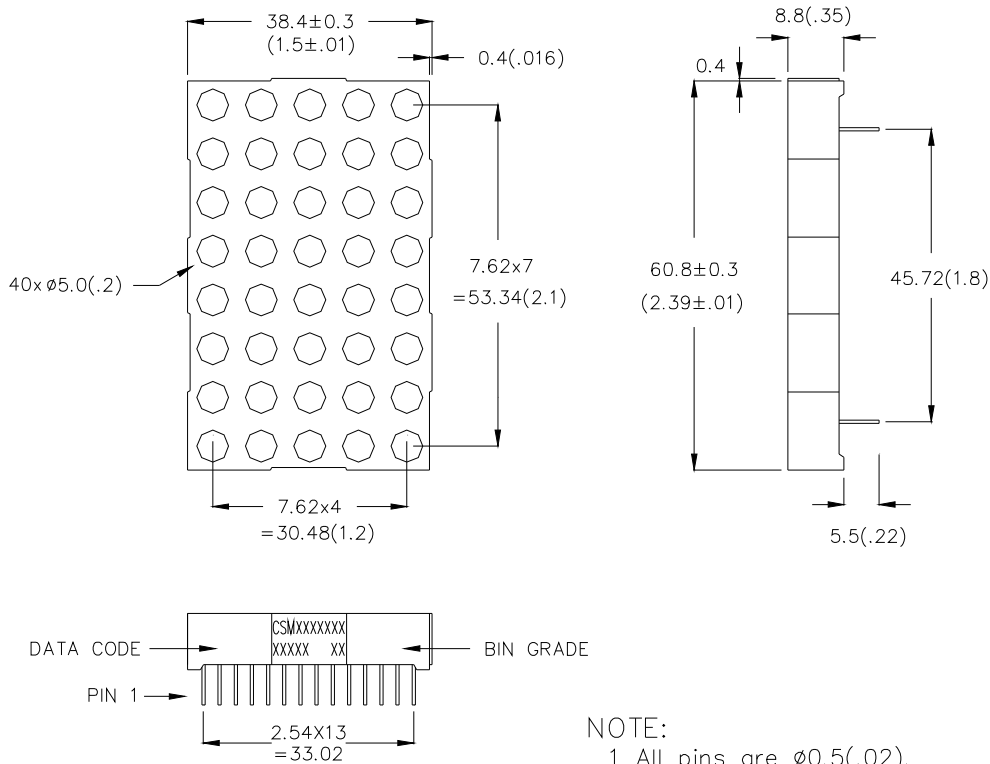 38.4±0.3
(1.5±.01)
0.4(.016)
8.8(.35)
0.4
40xø5.0(.2)
7.62x7
=53.34(2.1)
60.8±0.3
(2.39±.01)
45.72(1.8)
7.62x4
=30.48(1.2)
5.5(.22)
CSMXXXXXXX
XXXXX XX
DATA CODE
BIN GRADE
PIN 1
2.54X13
=33.02
NOTE:
1 All pins are ø0.5(.02).